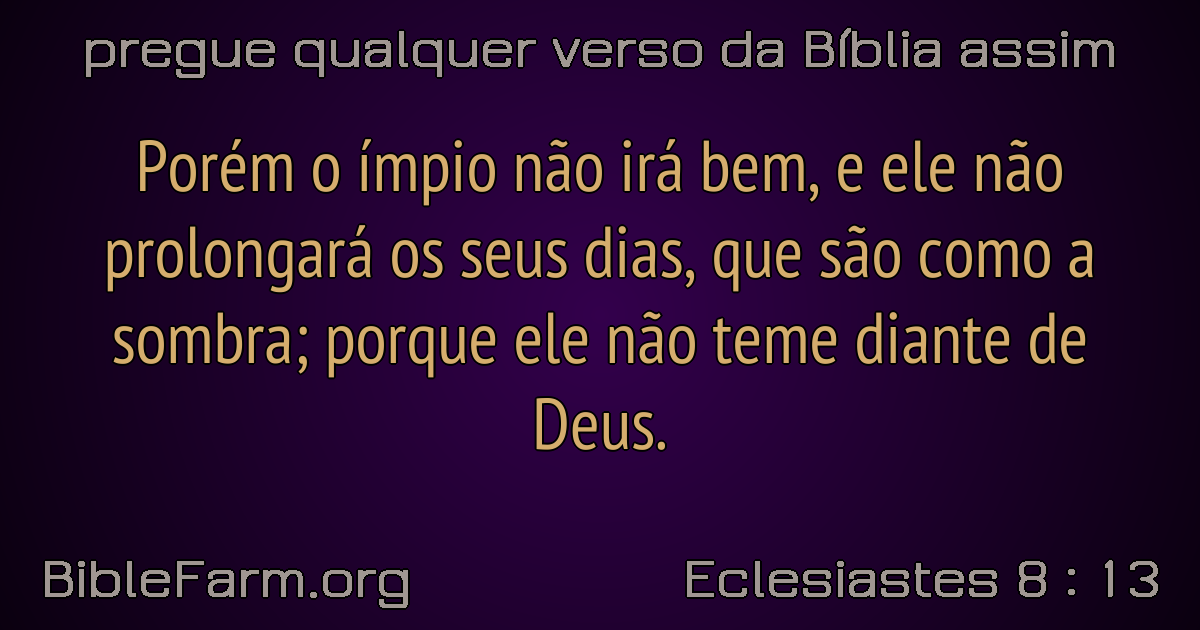 pregue qualquer verso da Bíblia assim
Porém o ímpio não irá bem, e ele não
prolongará os seus dias, que são como a
sombra; porque ele não teme diante de
Deus.
BibleFarm.org
Eclesiastes 8 : 13